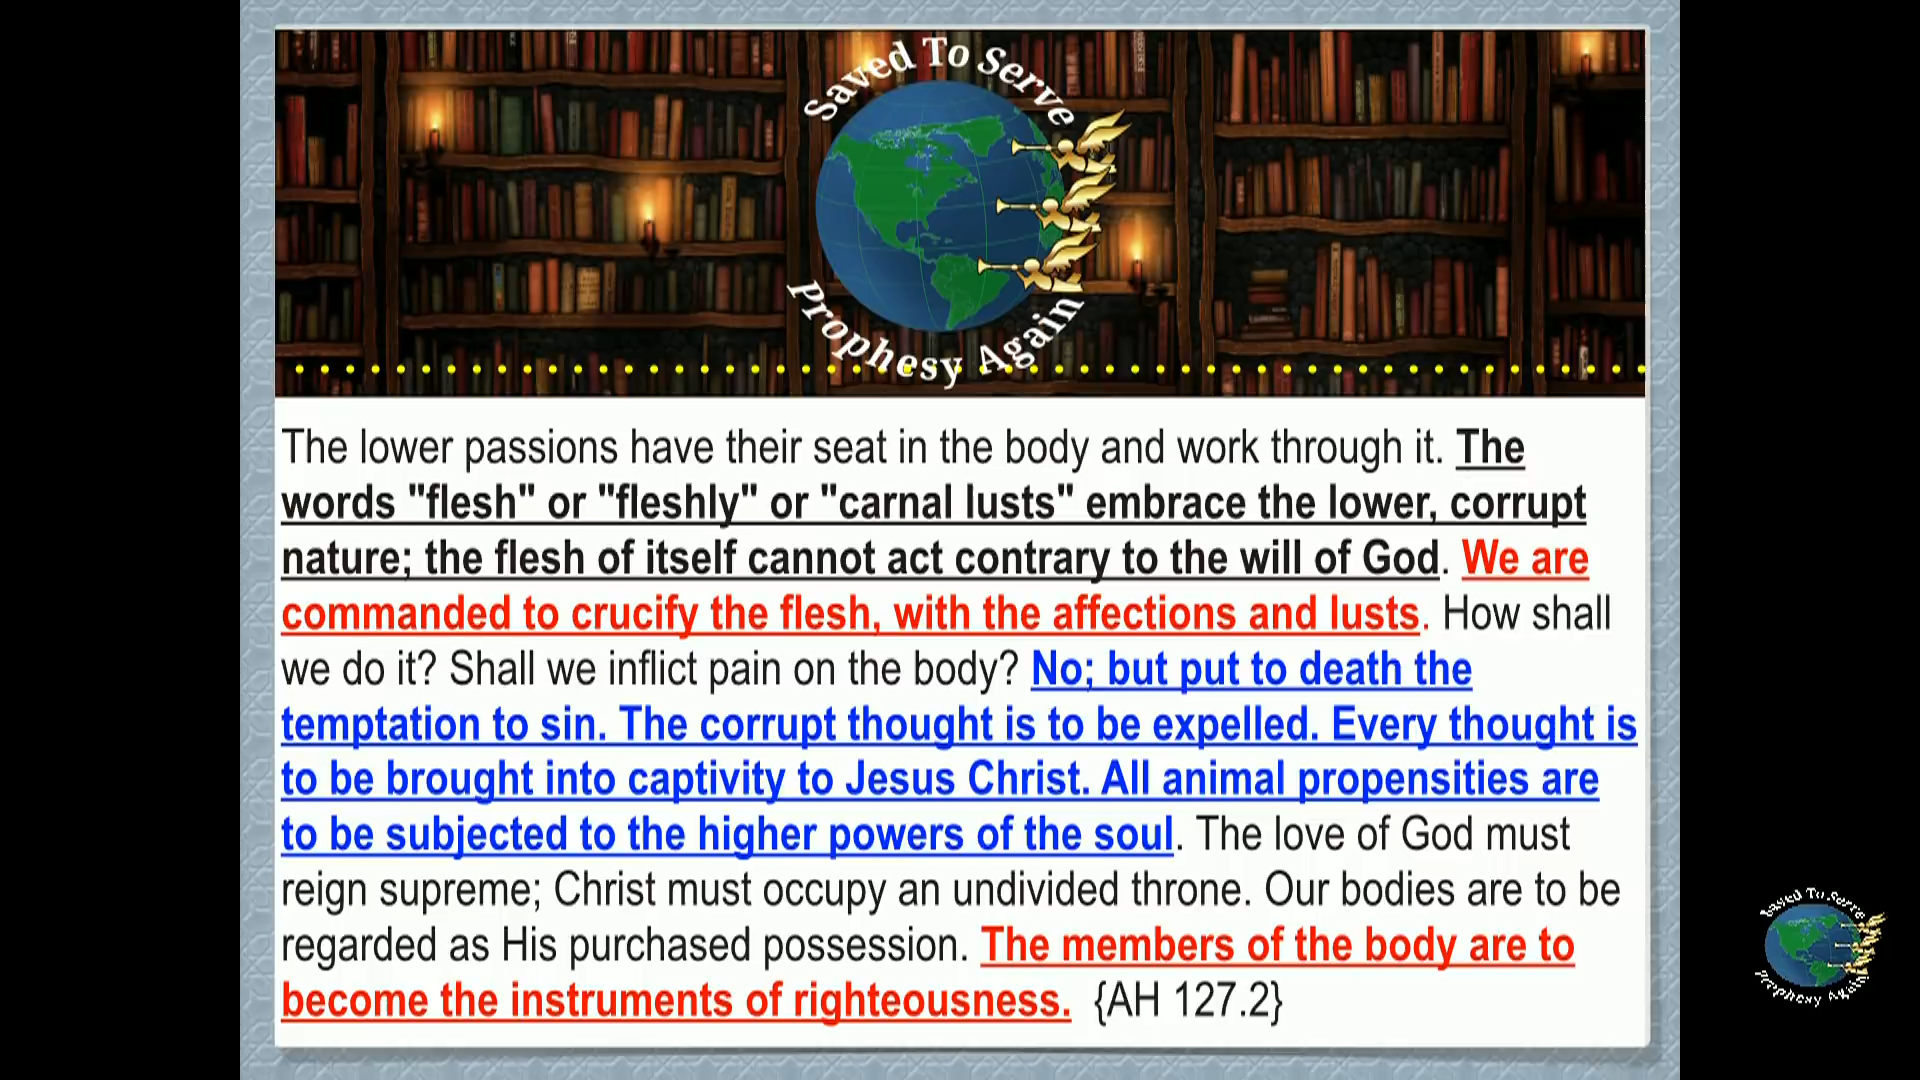 Saved To Serve
Prophesy Again
The lower passions have their seat in the body and work through it. The
words "flesh" or "fleshly" or "carnal lusts" embrace the lower, corrupt
nature; the flesh of itself cannot act contrary to the will of God. We are
commanded to crucify the flesh, with the affections and lusts. How shall
we do it? Shall we inflict pain on the body? No; but put to death the
temptation to sin. The corrupt thought is to be expelled. Every thought is
to be brought into captivity to Jesus Christ. All animal propensities are
to be subjected to the higher powers of the soul. The love of God must
reign supreme; Christ must occupy an undivided throne. Our bodies are to be
regarded as His purchased possession. The members of the body are to
become the instruments of righteousness. {AH 127.2}
Saved To Serve
Prophesy Again